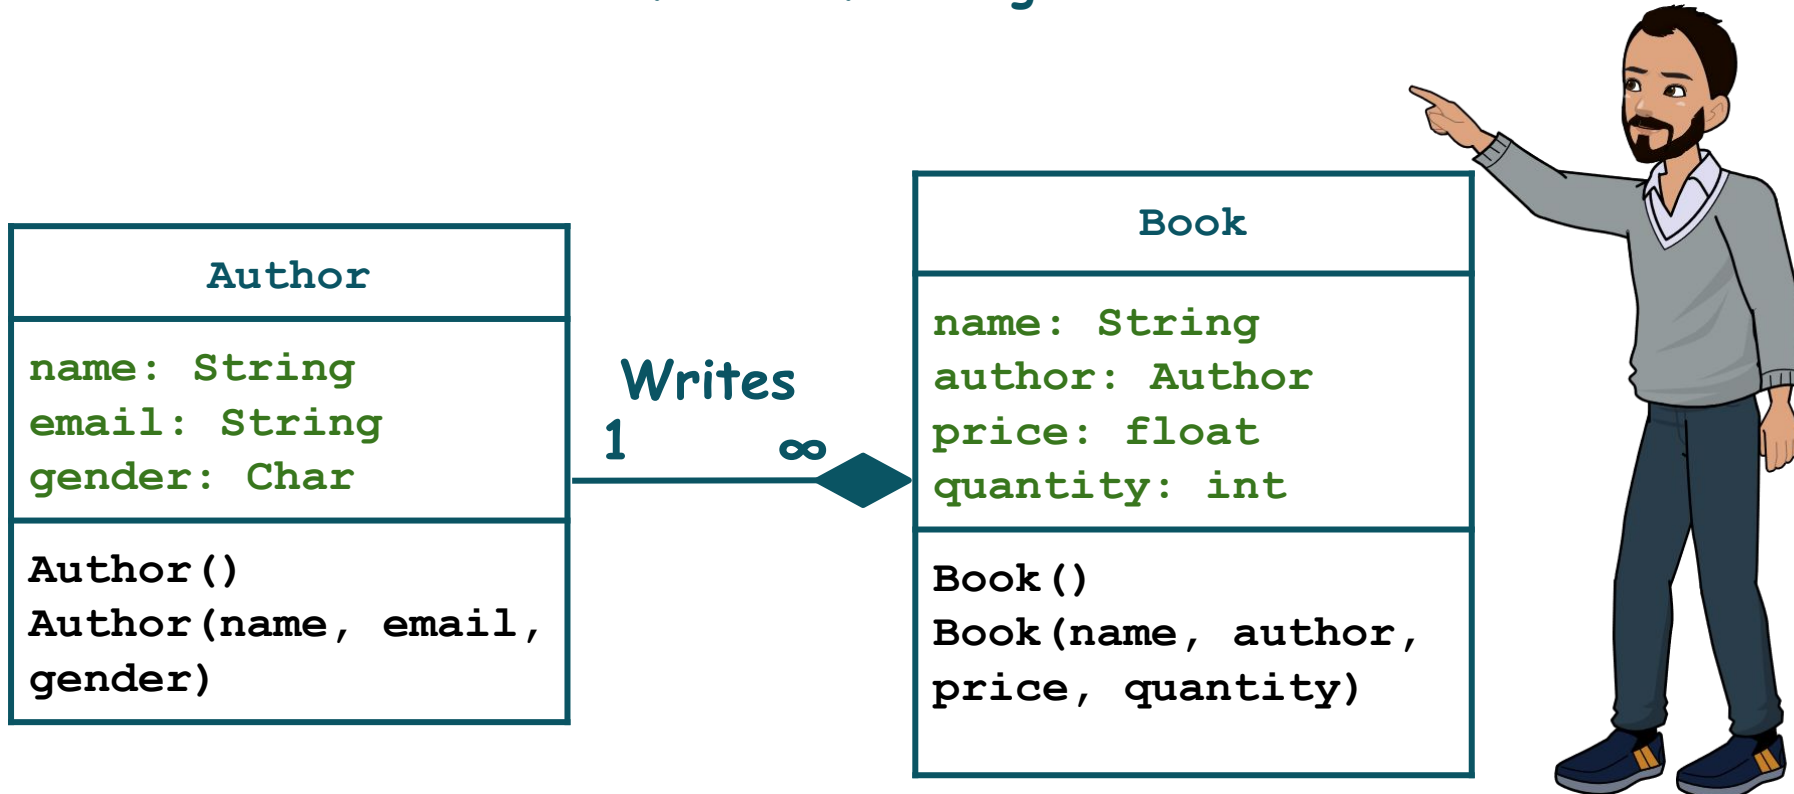 Author
name: String
email: String
gender: Char
Author()
Author(name, email,
gender)
Writes
1 ∞
Book
name: String
author: Author
price: float
quantity: int
Book()
Book(name, author,
price, quantity)